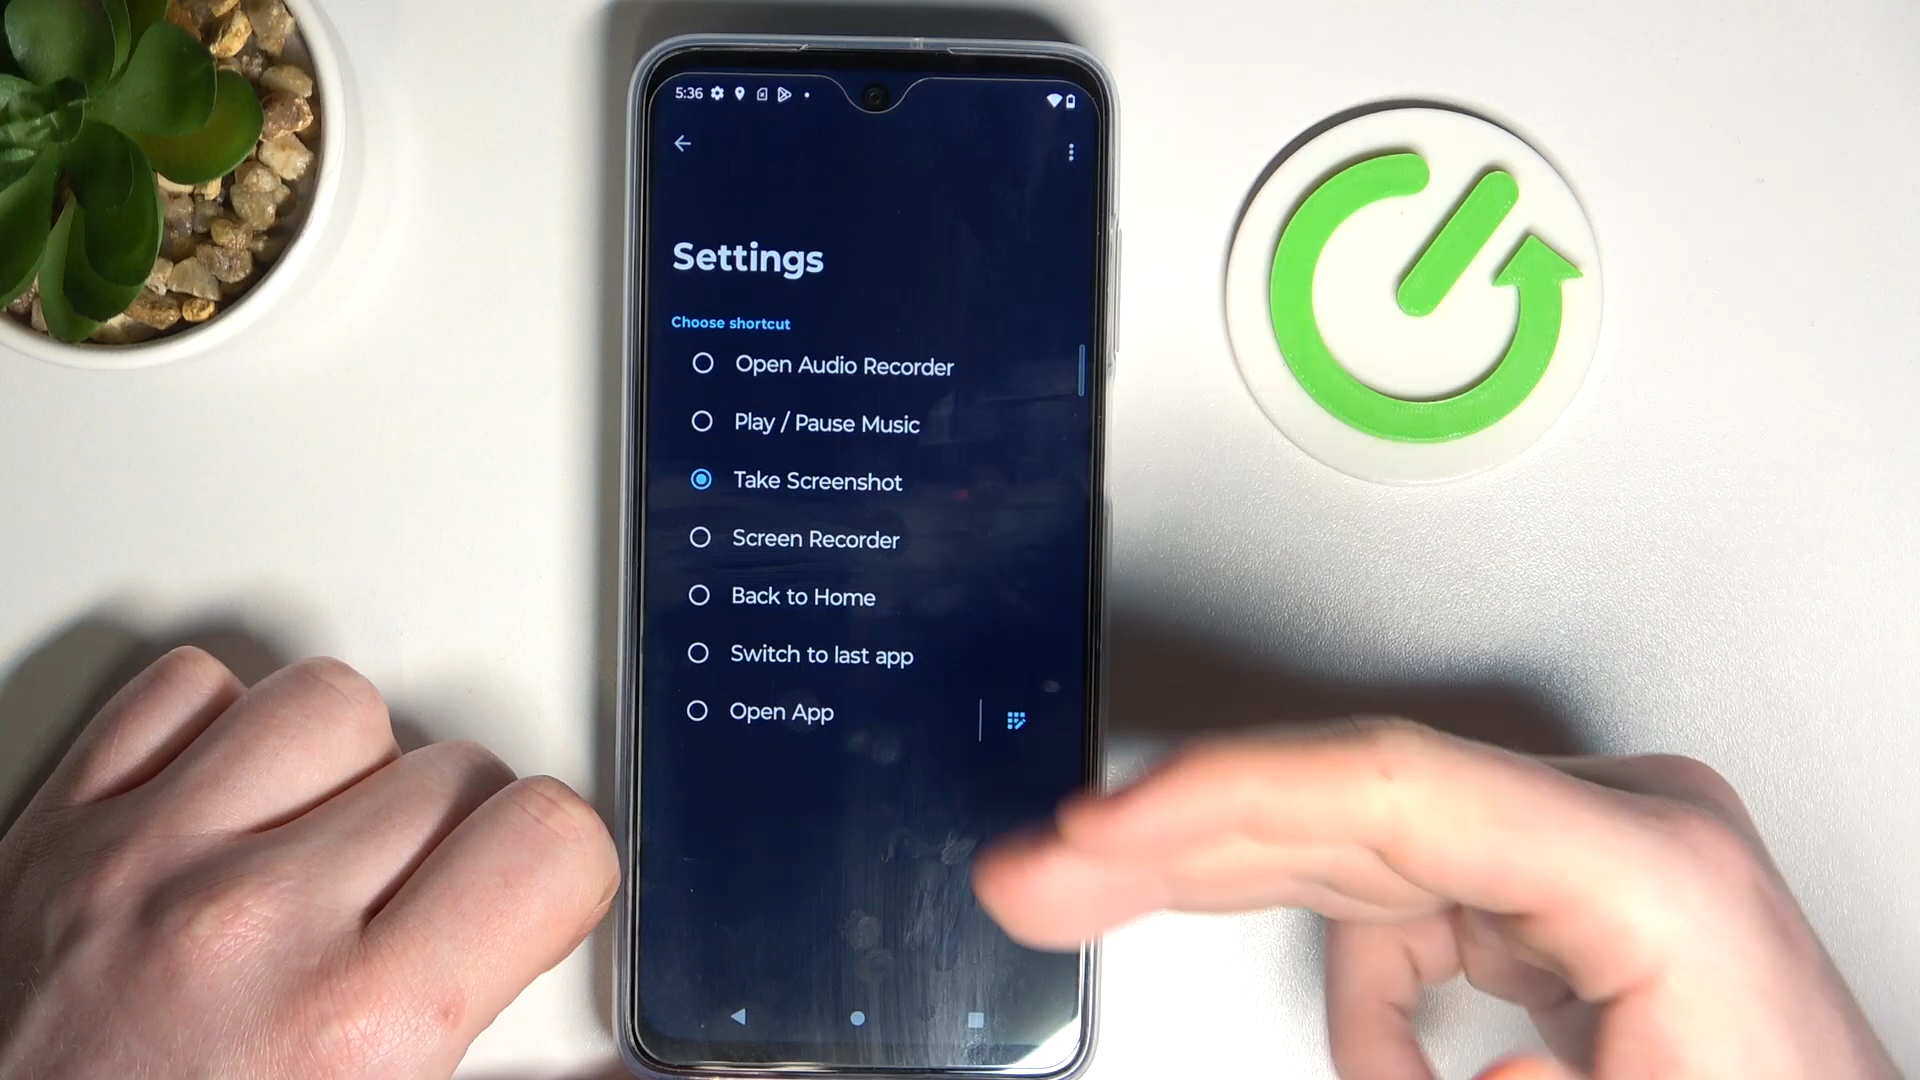 5:36
Settings
Choose shortcut
Open Audio Recorder
Play / Pause Music
Take Screenshot
Screen Recorder
Back to Home
Switch to last app
Open App